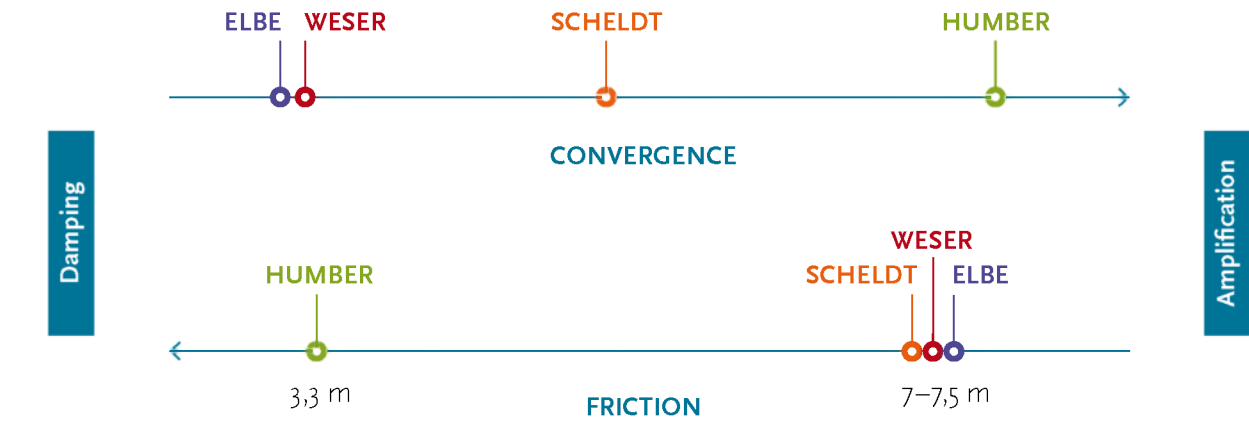 ELBE WESER SCHELDT HUMBER
CONVERGENCE
Damping
Amplification
WESER
HUMBER SCHELDT ELBE
3,3 m 7–7,5 m
FRICTION